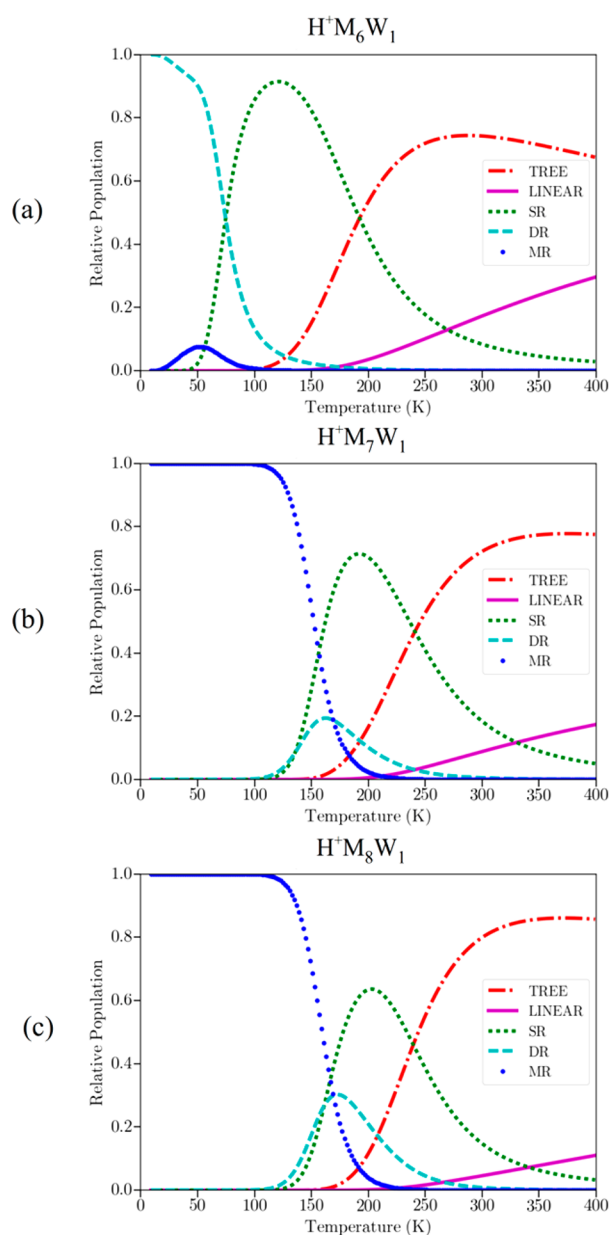 H⁺M₆W₁
(a)
Relative Population
1.0
0.8
0.6
0.4
0.2
0.0
TREE
LINEAR
SR
DR
MR
0 50 100 150 200 250 300 350 400
Temperature (K)
H⁺M₇W₁
(b)
Relative Population
1.0
0.8
0.6
0.4
0.2
0.0
TREE
LINEAR
SR
DR
MR
0 50 100 150 200 250 300 350 400
Temperature (K)
H⁺M₈W₁
(c)
Relative Population
1.0
0.8
0.6
0.4
0.2
0.0
TREE
LINEAR
SR
DR
MR
0 50 100 150 200 250 300 350 400
Temperature (K)